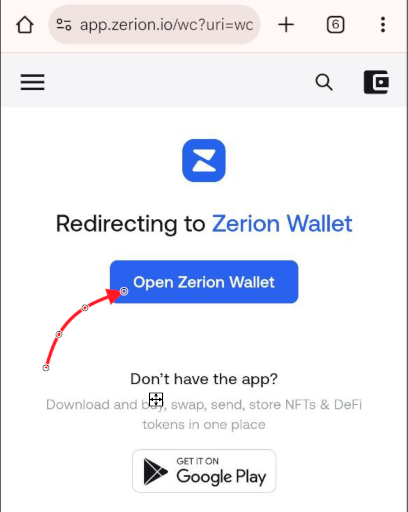 app.zerion.io/wc?uri=wc
6
Redirecting to Zerion Wallet
Open Zerion Wallet
Don't have the app?
Download and buy, swap, send, store NFTs & DeFi
tokens in one place
GET IT ON
Google Play